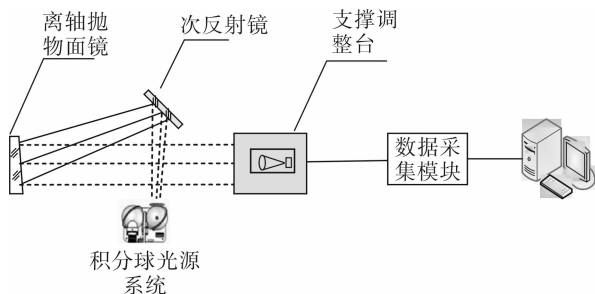 离轴抛
物面镜
次反射镜
支撑调
整台
数据采
集模块
积分球光源
系统